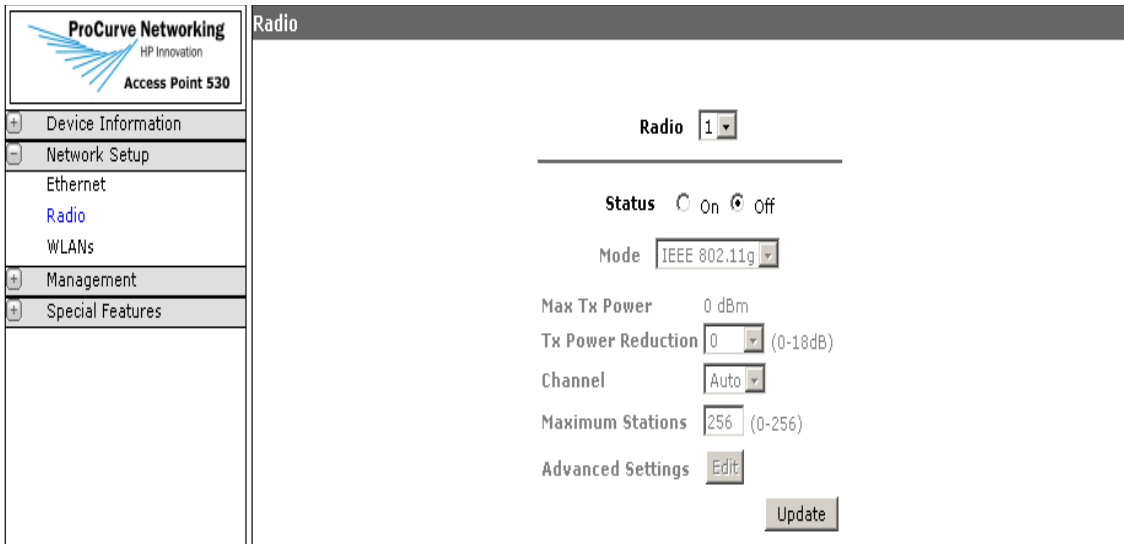 ProCurve Networking
HP Innovation
Access Point 530
Device Information
Network Setup
Ethernet
Radio
WLANs
Management
Special Features
Radio
Radio 1
Status On Off
Mode IEEE 802.11g
Max Tx Power 0 dBm
Tx Power Reduction 0 (0-18dB)
Channel Auto
Maximum Stations 256 (0-256)
Advanced Settings Edit
Update